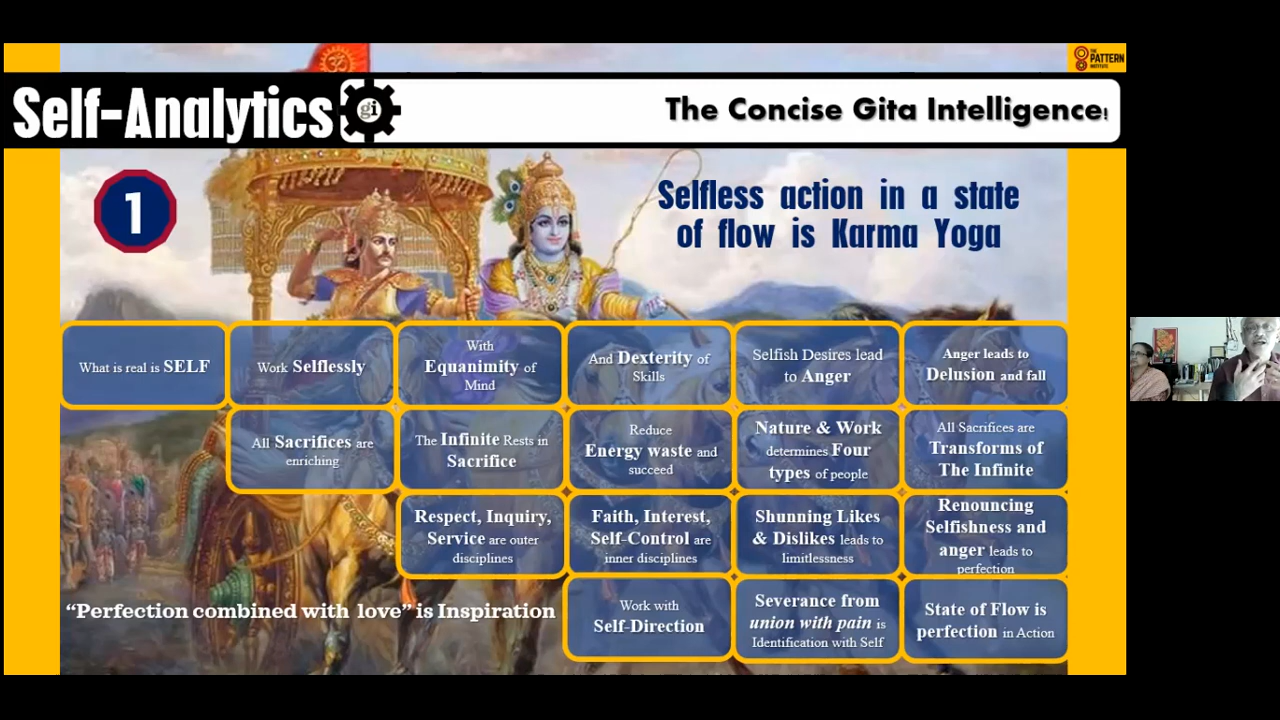 THE
PATTERN
INSTITUTE
Self-Analytics
gi
The Concise Gita Intelligence!
ॐ
1
Selfless action in a state
of flow is Karma Yoga
What is real is SELF
Work Selflessly
With
Equanimity of
Mind
And Dexterity of
Skills
Selfish Desires lead
to Anger
Anger leads to
Delusion and fall
All Sacrifices are
enriching
The Infinite Rests in
Sacrifice
Reduce
Energy waste and
succeed
Nature & Work
determines Four
types of people
All Sacrifices are
Transforms of
The Infinite
Respect, Inquiry,
Service are outer
disciplines
Faith, Interest,
Self-Control are
inner disciplines
Shunning Likes
& Dislikes leads to
limitlessness
Renouncing
Selfishness and
anger leads to
perfection
"Perfection combined with love" is Inspiration
Work with
Self-Direction
Severance from
union with pain is
Identification with Self
State of Flow is
perfection in Action